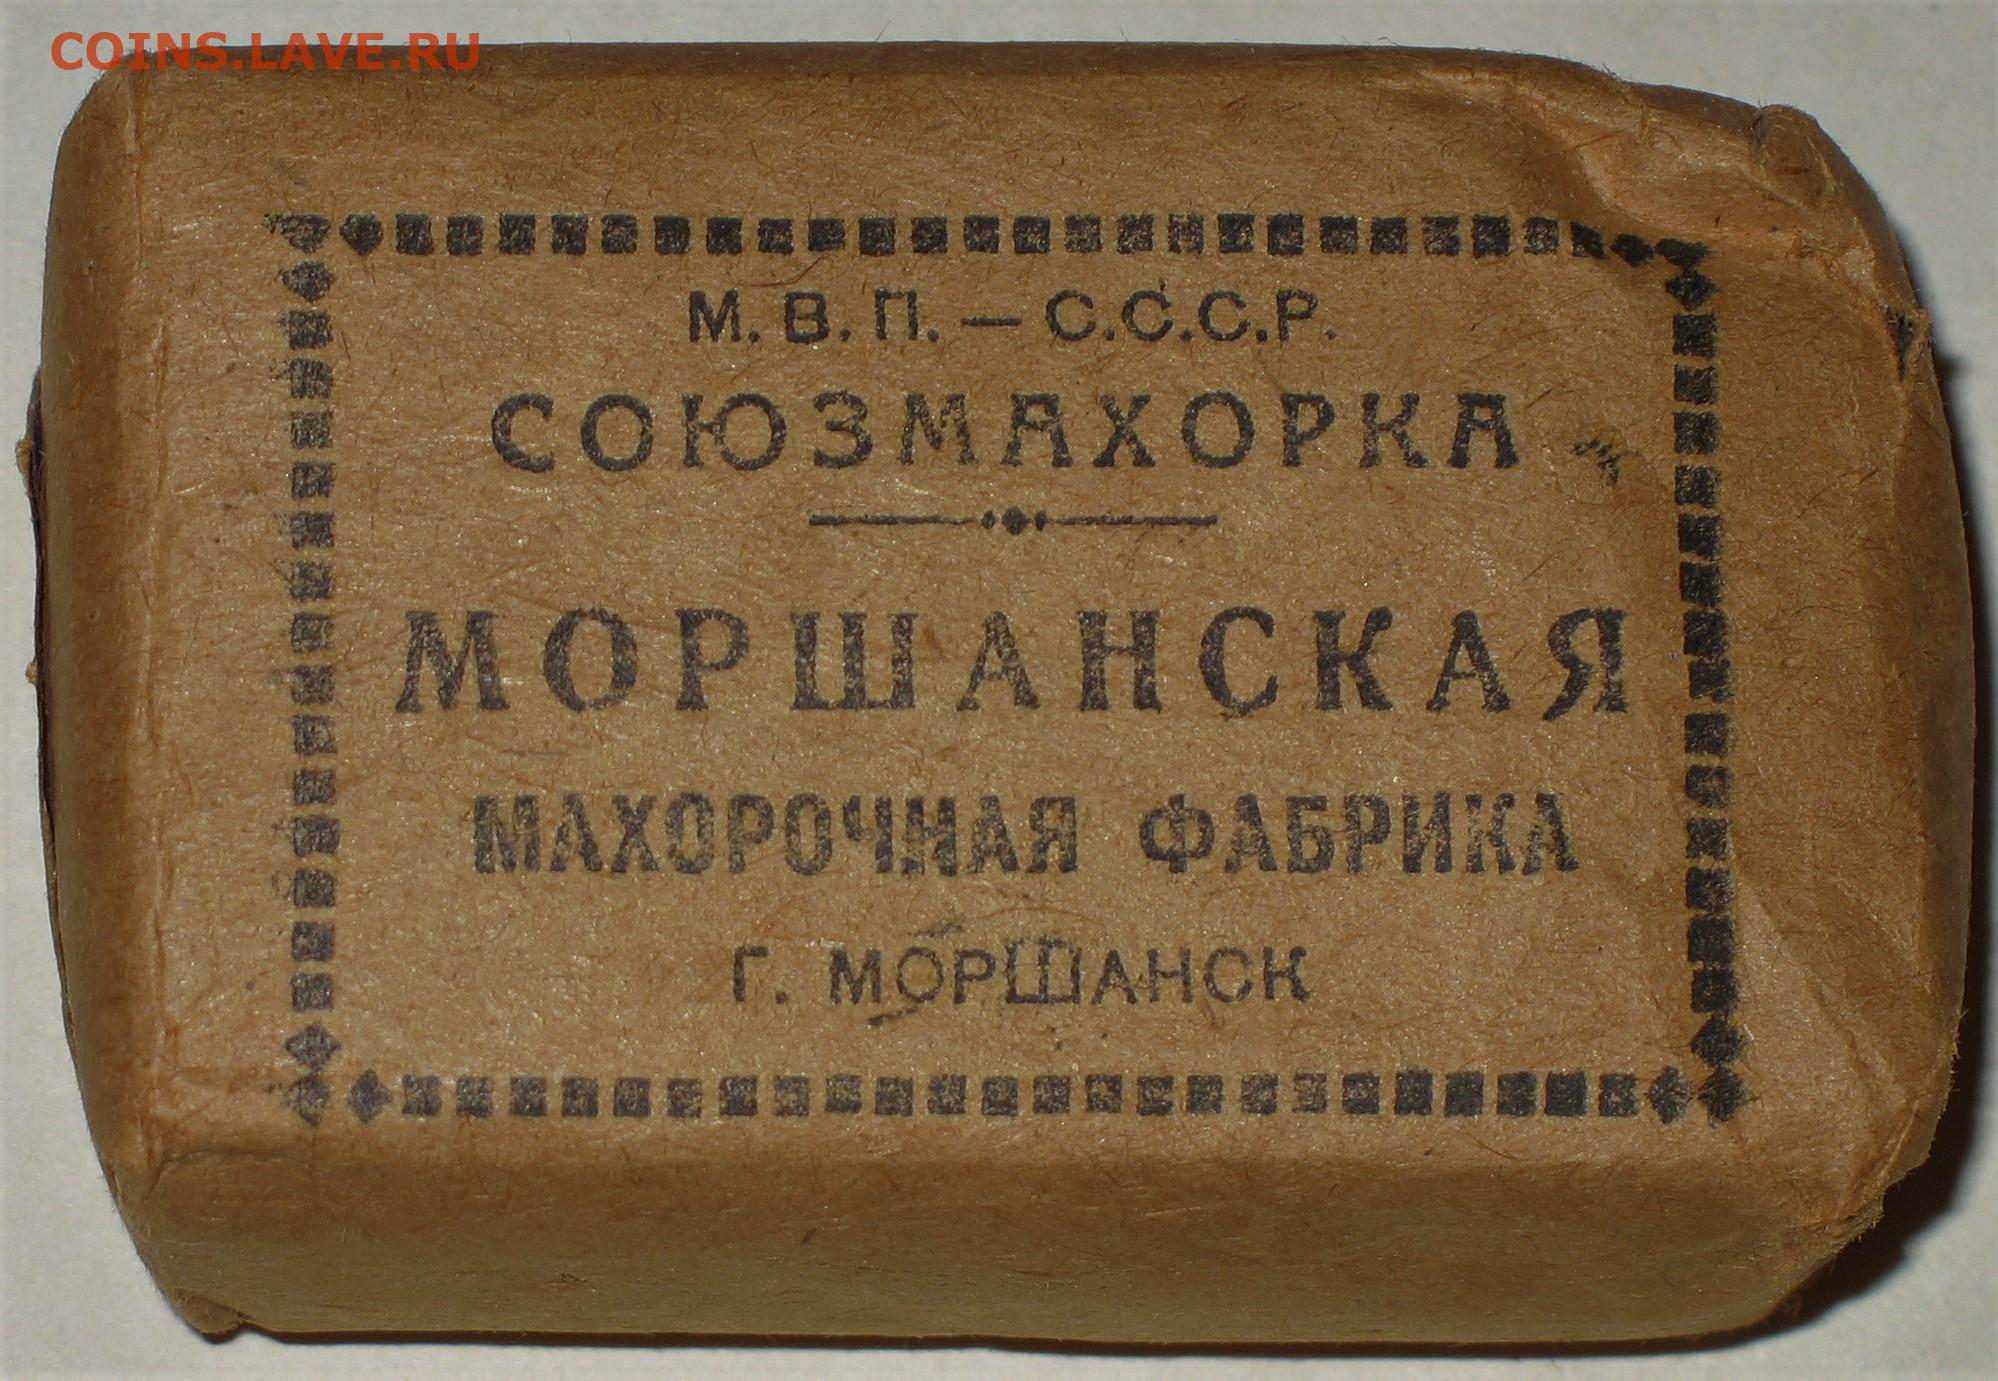 COINS.LAVE.RU
М. В. П. — С.С.С.Р.
СОЮЗМАХОРКА
МОРШАНСКАЯ
МАХОРОЧНАЯ ФАБРИКА
Г. МОРШАНСК